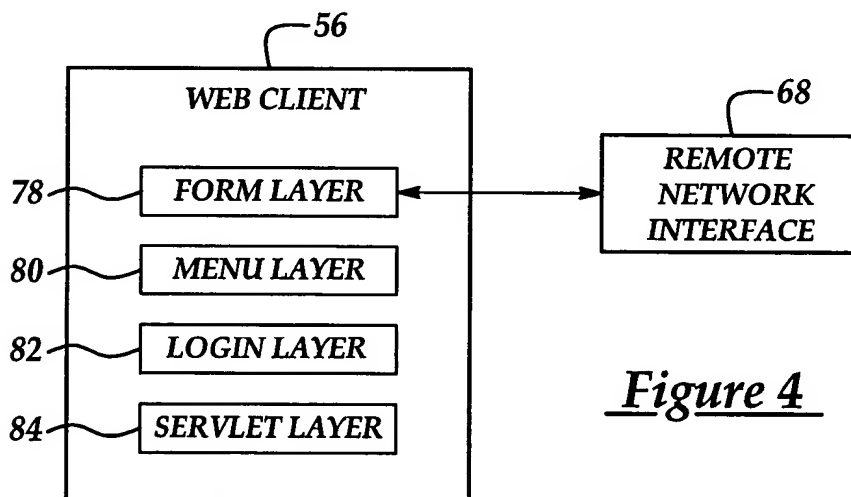 56
WEB CLIENT
68
78
FORM LAYER
REMOTE
NETWORK
INTERFACE
80
MENU LAYER
82
LOGIN LAYER
84
SERVLET LAYER
Figure 4